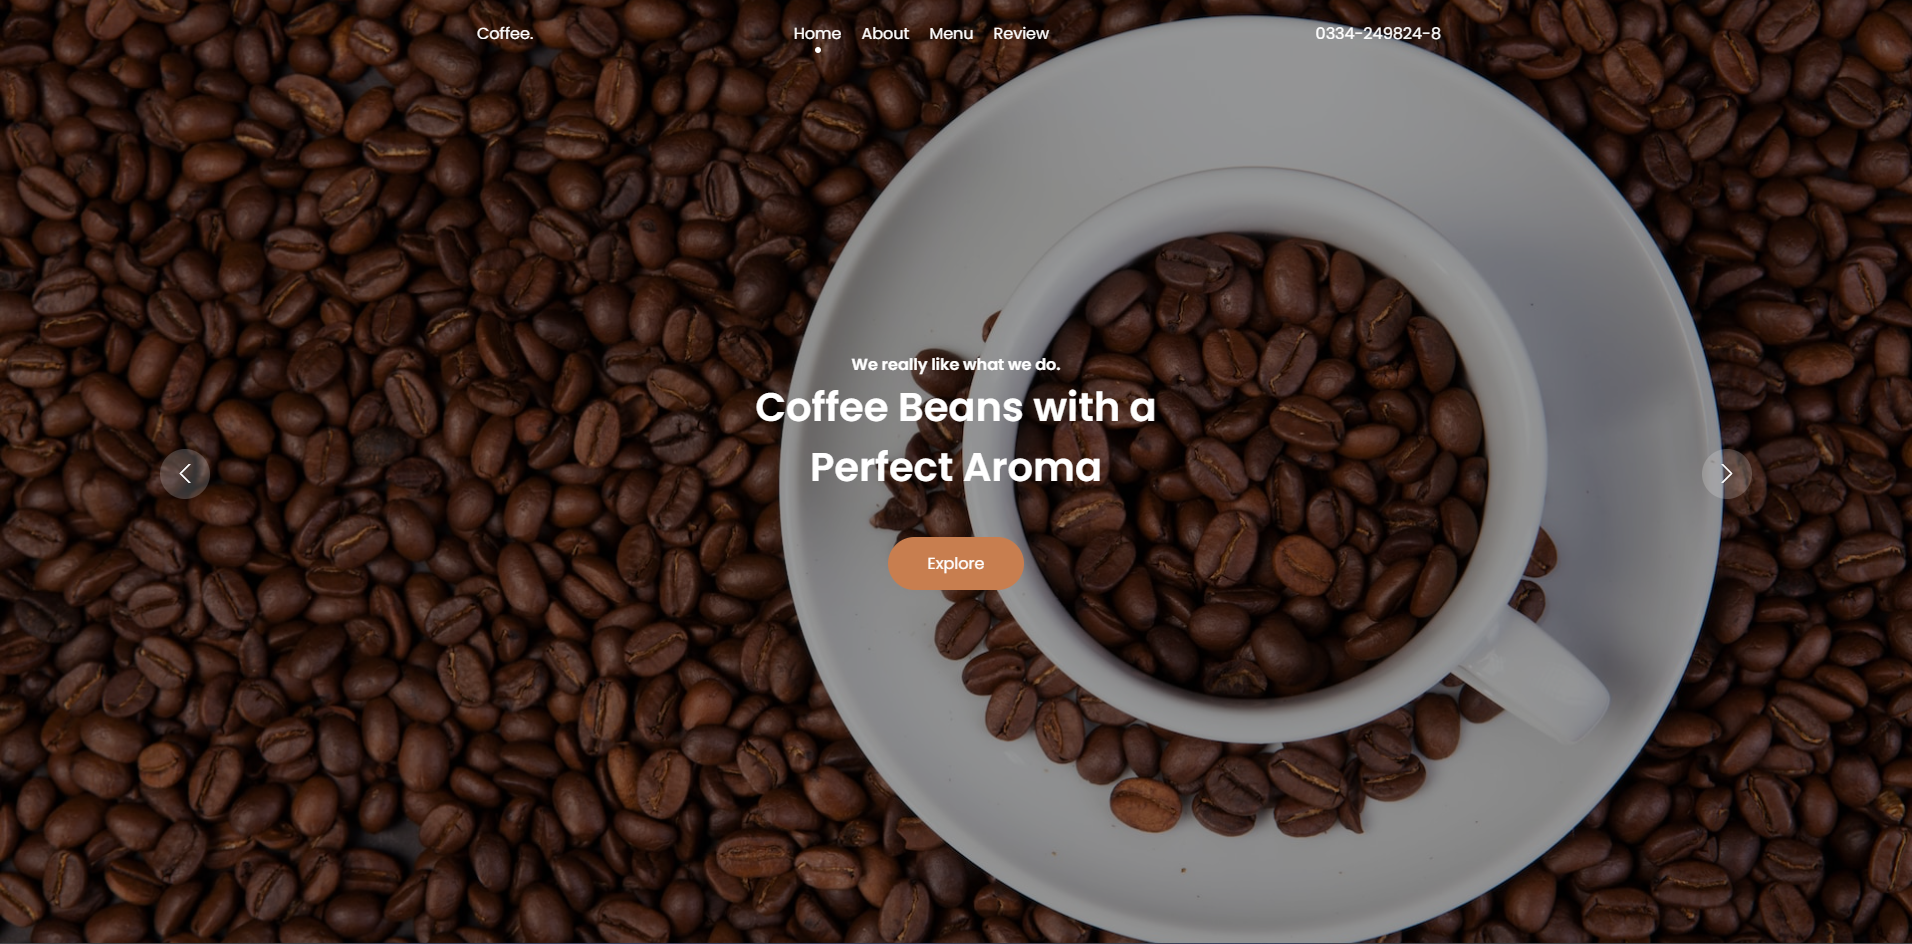 Coffee.
Home About Menu Review
0334-249824-8
We really like what we do.
Coffee Beans with a
Perfect Aroma
Explore